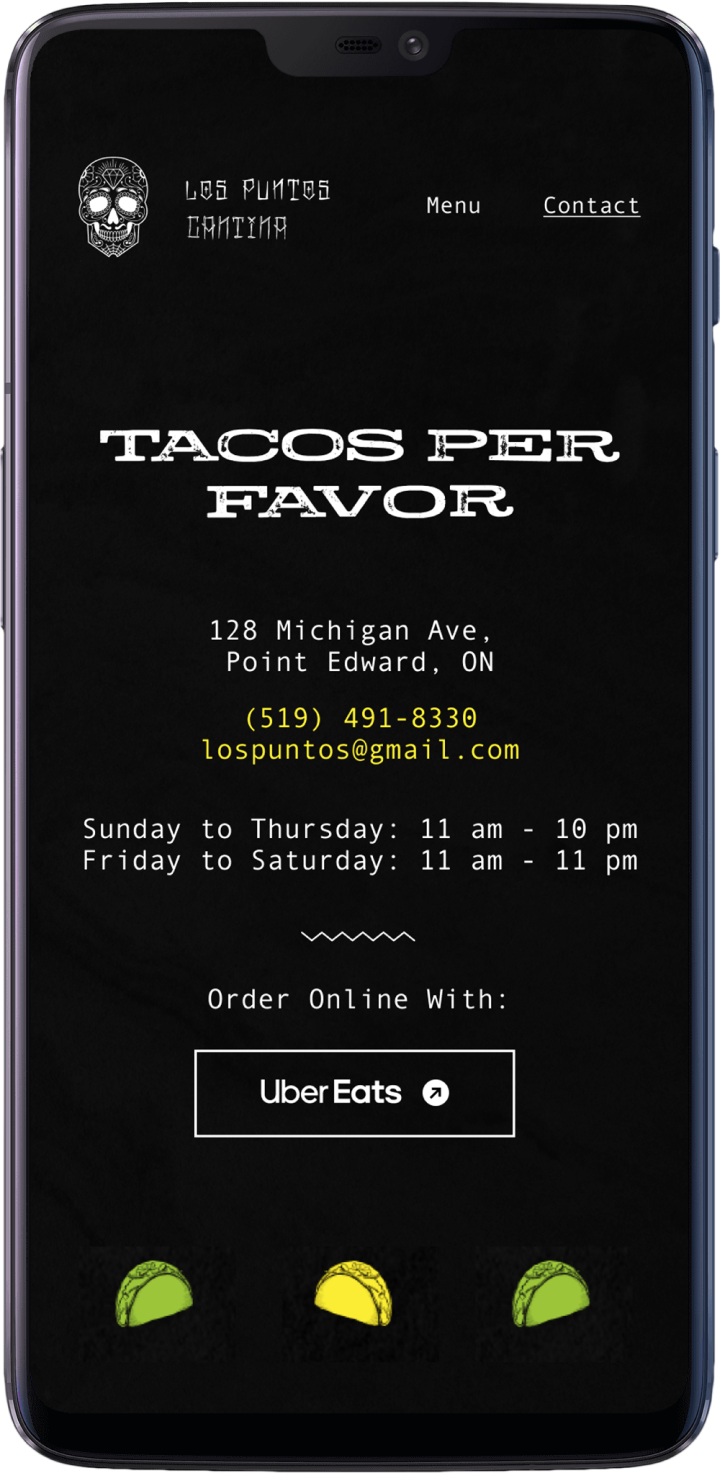 LOS PUNTOS
CANTINA
Menu
Contact
TACOS PER
FAVOR
128 Michigan Ave,
Point Edward, ON
(519) 491-8330
lospuntos@gmail.com
Sunday to Thursday: 11 am - 10 pm
Friday to Saturday: 11 am - 11 pm
Order Online With:
Uber Eats